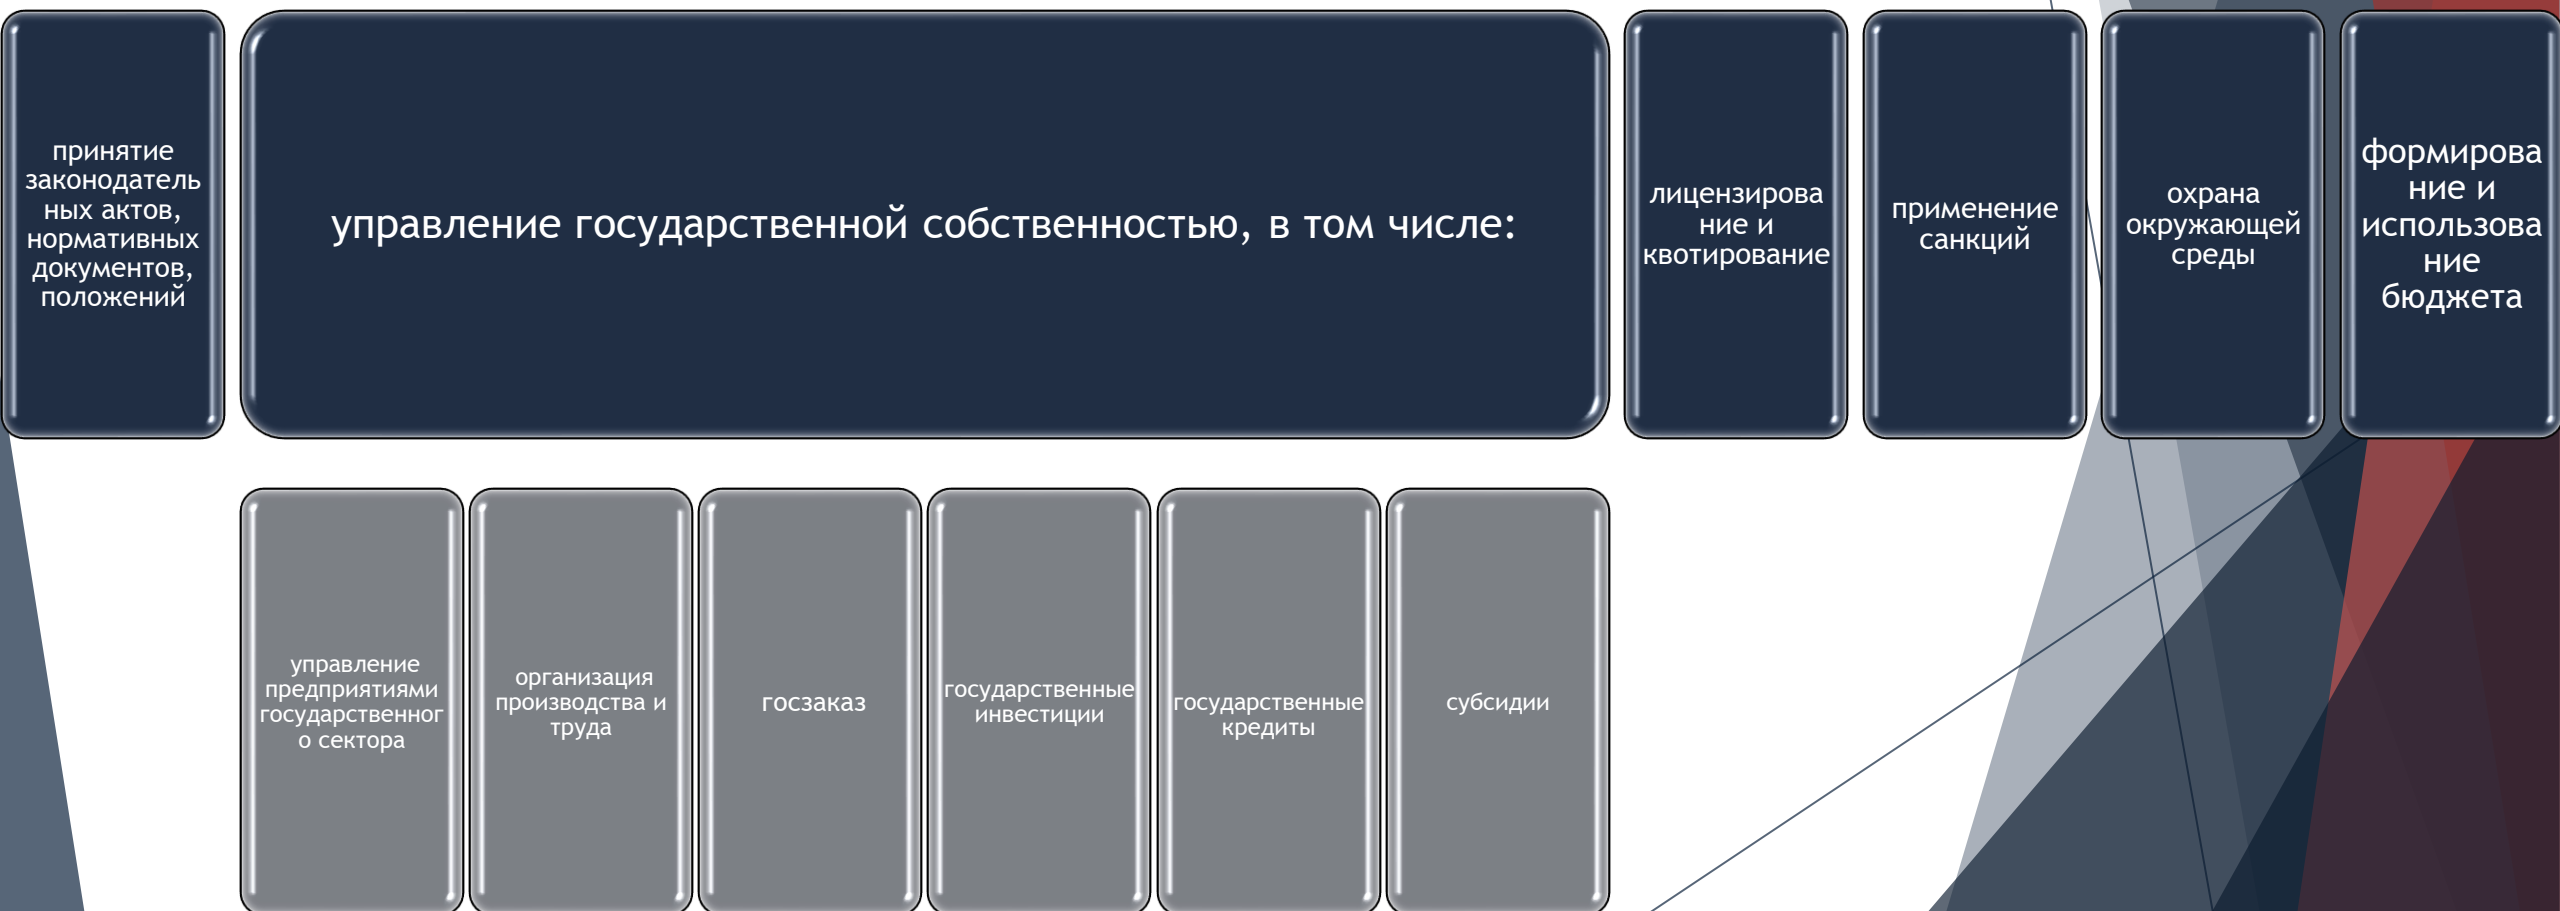 принятие
законодатель
ных актов,
нормативных
документов,
положений
управление государственной собственностью, в том числе:
лицензирова
ние и
квотирование
применение
санкций
охрана
окружающей
среды
формирова
ние и
использова
ние
бюджета
управление
предприятиями
государственног
о сектора
организация
производства и
труда
госзаказ
государственные
инвестиции
государственные
кредиты
субсидии